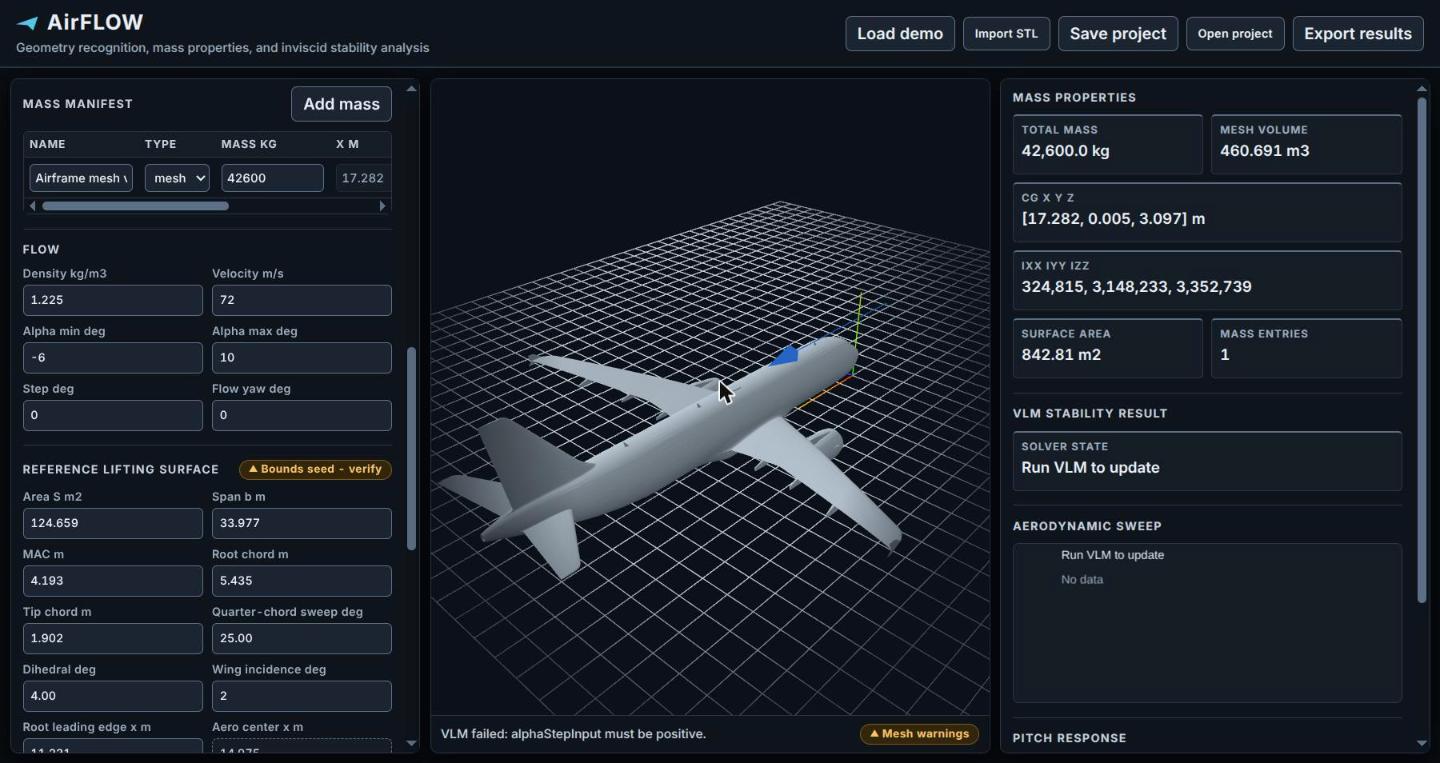 AirFLOW
Geometry recognition, mass properties, and inviscid stability analysis
Load demo
Import STL
Save project
Open project
Export results
MASS MANIFEST
Add mass
NAME TYPE MASS KG X M
Airframe mesh mesh 42600 17.282
FLOW
Density kg/m3 Velocity m/s
1.225 72
Alpha min deg Alpha max deg
-6 10
Step deg Flow yaw deg
0 0
REFERENCE LIFTING SURFACE Bounds seed - verify
Area S m2 Span b m
124.659 33.977
MAC m Root chord m
4.193 5.435
Tip chord m Quarter-chord sweep deg
1.902 25.00
Dihedral deg Wing incidence deg
4.00 2
Root leading edge x m Aero center x m
11.231 14.975
VLM failed: alphaStepInput must be positive.
Mesh warnings
MASS PROPERTIES
TOTAL MASS MESH VOLUME
42,600.0 kg 460.691 m3
CG X Y Z
[17.282, 0.005, 3.097] m
IXX IYY IZZ
324,815, 3,148,233, 3,352,739
SURFACE AREA MASS ENTRIES
842.81 m2 1
VLM STABILITY RESULT
SOLVER STATE
Run VLM to update
AERODYNAMIC SWEEP
Run VLM to update
No data
PITCH RESPONSE